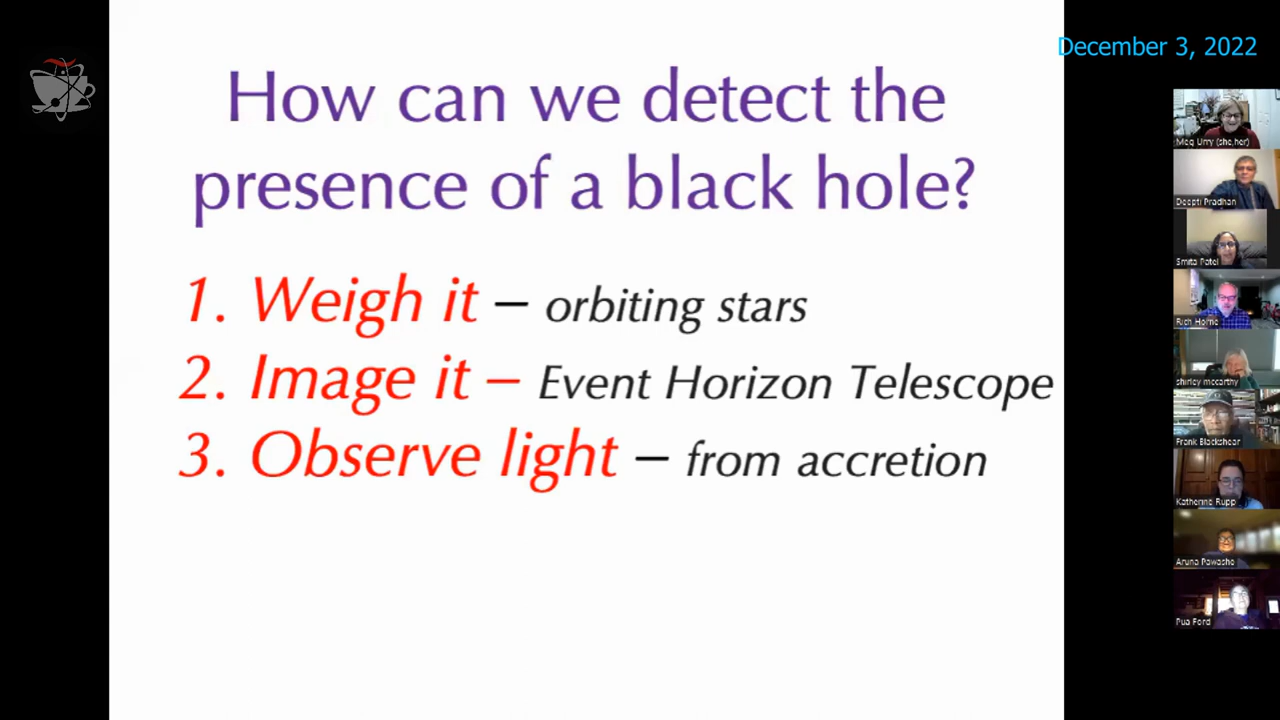 How can we detect the
presence of a black hole?
1. Weigh it – orbiting stars
2. Image it – Event Horizon Telescope
3. Observe light – from accretion
December 3, 2022
Meg Urry (she,her)
Deepti Pradhan
Smita Patel
Rich Horne
shirley mccarthy
Frank Blackshear
Katherine Rupp
Aruna Pawashe
Pua Ford